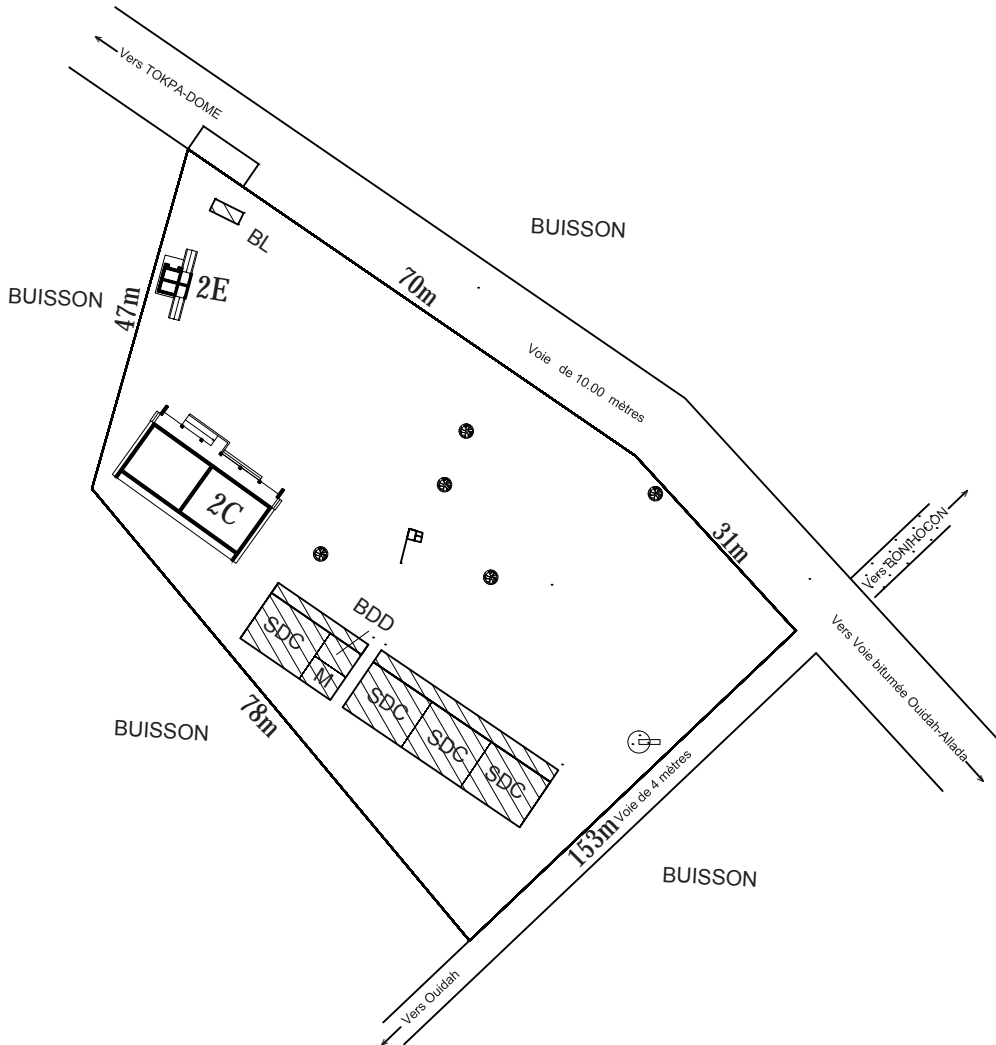 Vers TOKPA-DOME
BUISSON
BL
2E
BUISSON
47m
70m
Voie de 10.00 mètres
2C
31m
Vers BONIHOCON
BDD
SDC
M
SDC
SDC
SDC
78m
BUISSON
Vers Voie bitumée Ouidah-Allada
Voie de 4 mètres
153m
BUISSON
Vers Ouidah